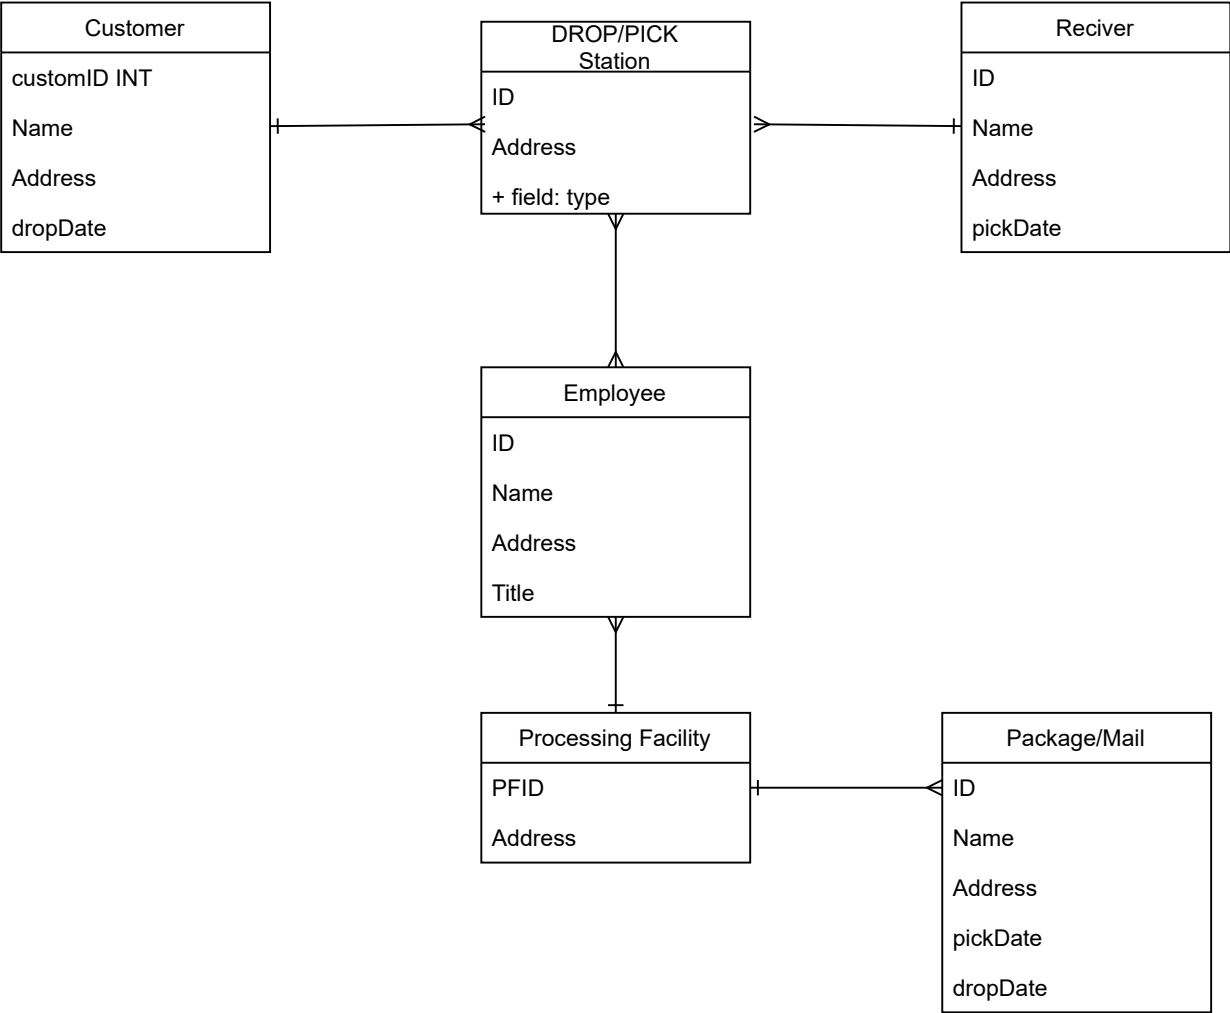 Customer
customID INT
Name
Address
dropDate
DROP/PICK
Station
ID
Address
+ field: type
Reciver
ID
Name
Address
pickDate
Employee
ID
Name
Address
Title
Processing Facility
PFID
Address
Package/Mail
ID
Name
Address
pickDate
dropDate